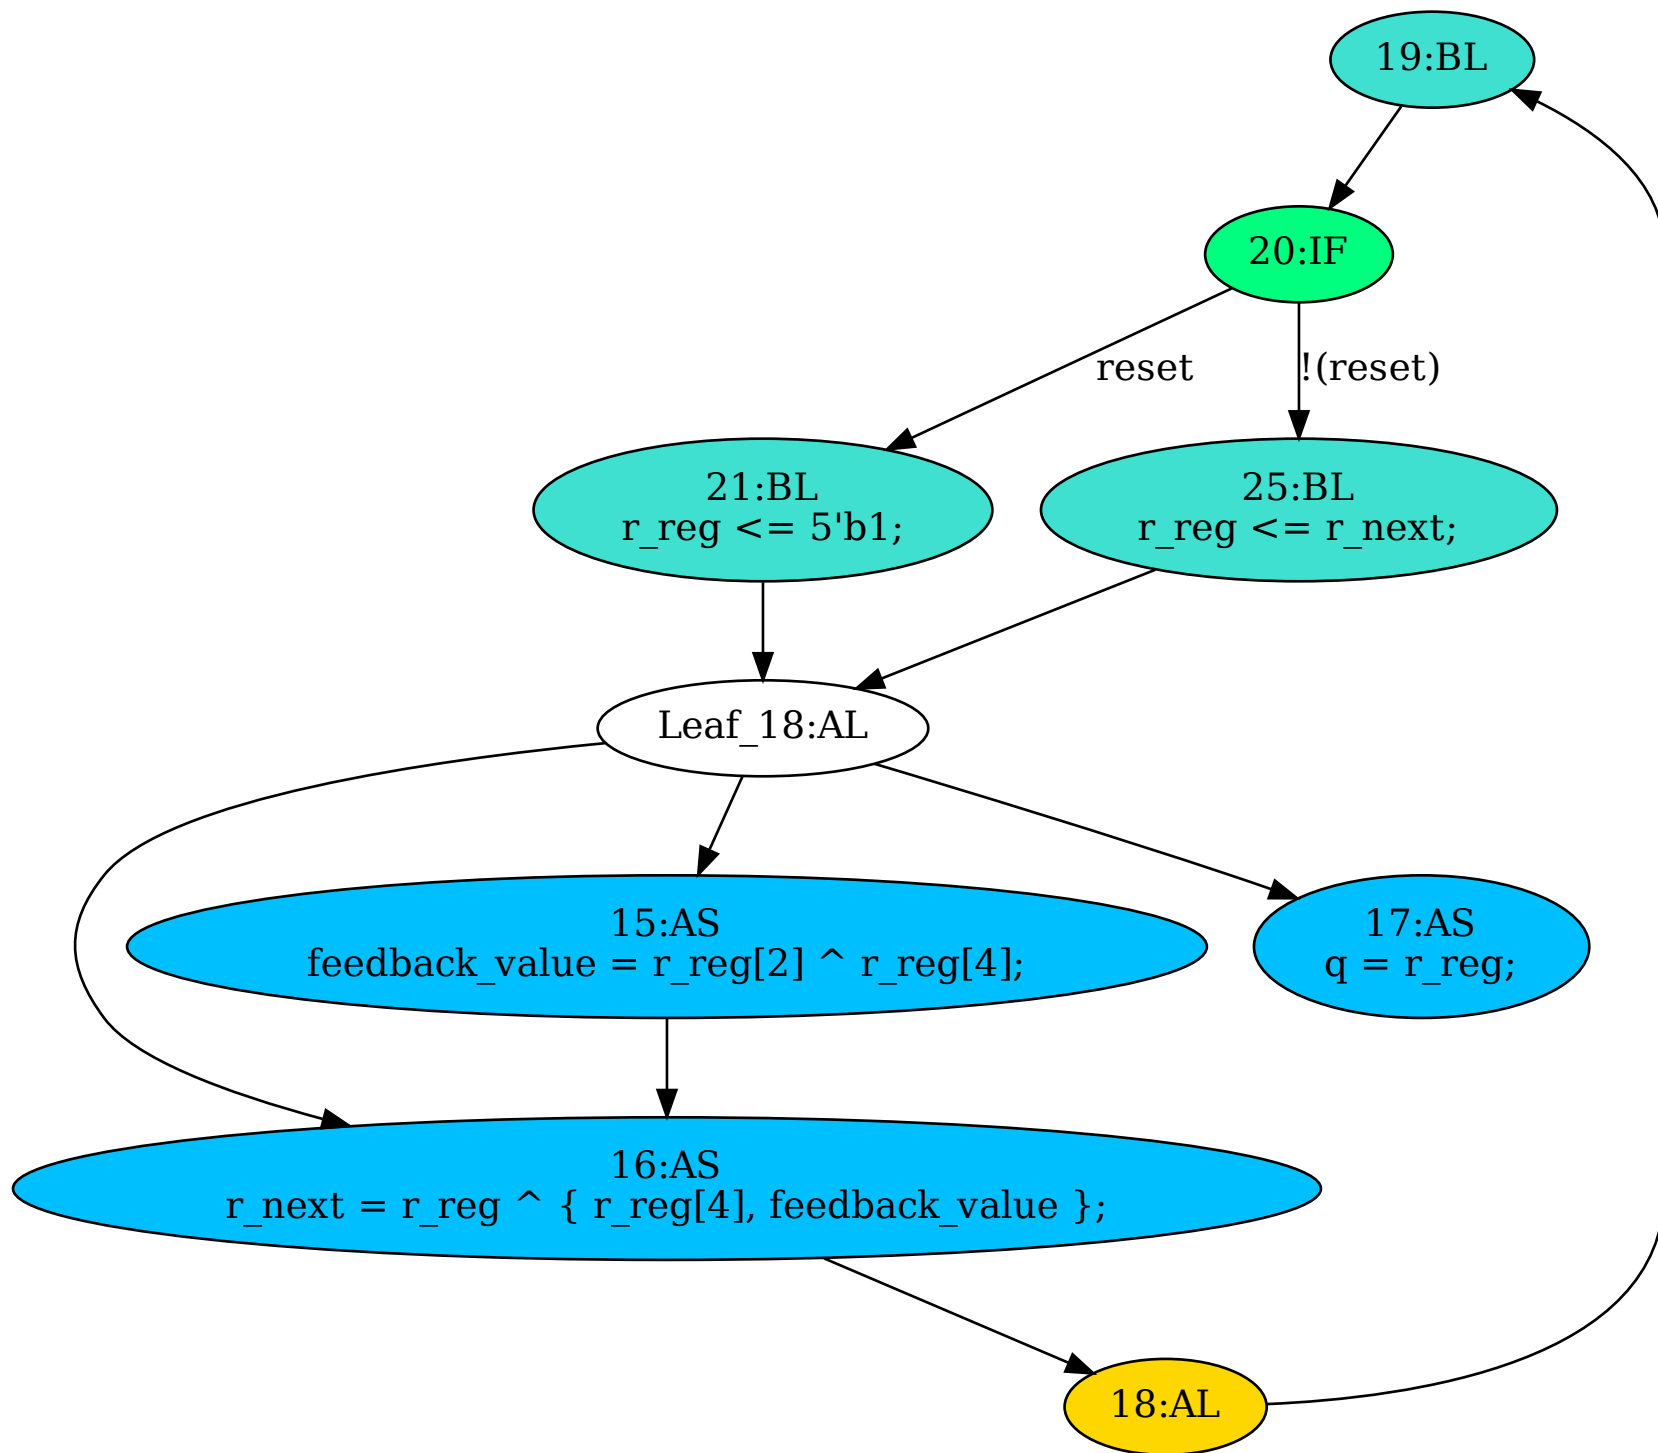 19:BL
20:IF
reset
!(reset)
21:BL
r_reg <= 5'b1;
25:BL
r_reg <= r_next;
Leaf_18:AL
15:AS
feedback_value = r_reg[2] ^ r_reg[4];
17:AS
q = r_reg;
16:AS
r_next = r_reg ^ { r_reg[4], feedback_value };
18:AL